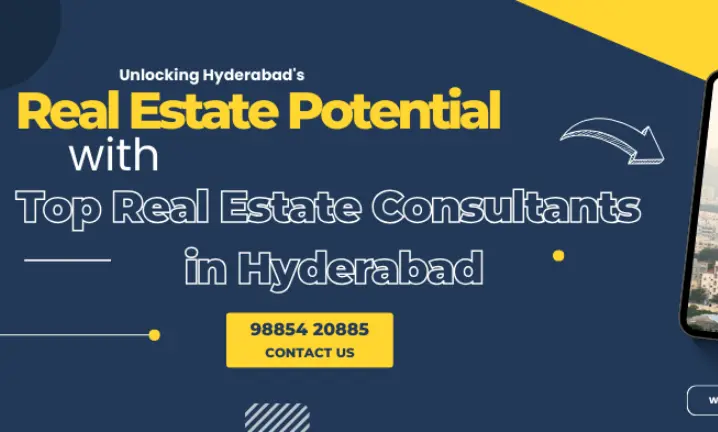 Unlocking Hyderabad's
Real Estate Potential
with
Top Real Estate Consultants
in Hyderabad
98854 20885
CONTACT US